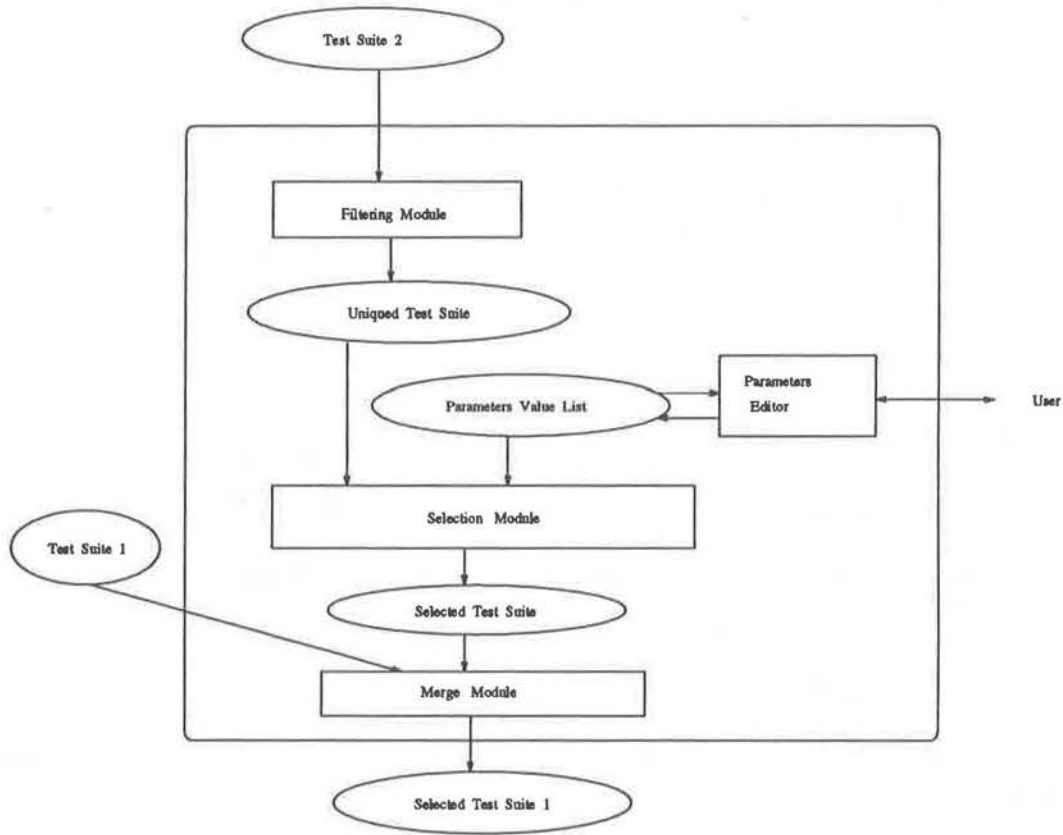 Test Suite 2
Filtering Module
Uniqued Test Suite
Parameters
Editor
Parameters Value List
User
Selection Module
Test Suite 1
Selected Test Suite
Merge Module
Selected Test Suite 1